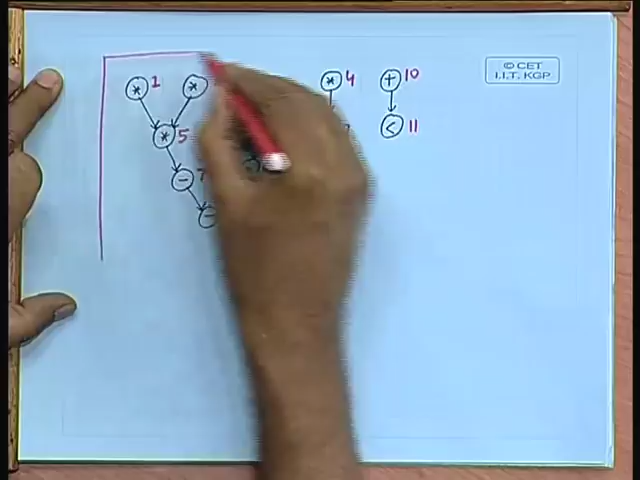 © CET
I.I.T. KGP
* 1 * * 4 + 10
* 5 < 11
- 7
-